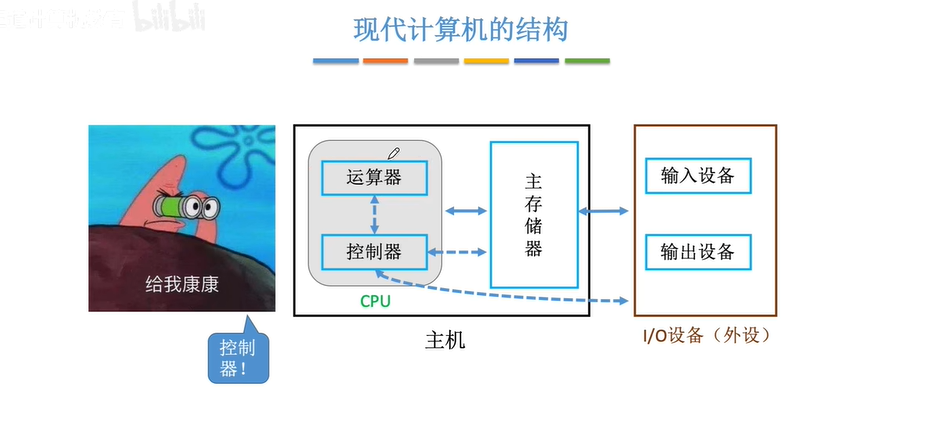 bilibili
现代计算机的结构
给我康康
控制
器！
运算器
控制器
CPU
主
存
储
器
主机
输入设备
输出设备
I/O设备（外设）